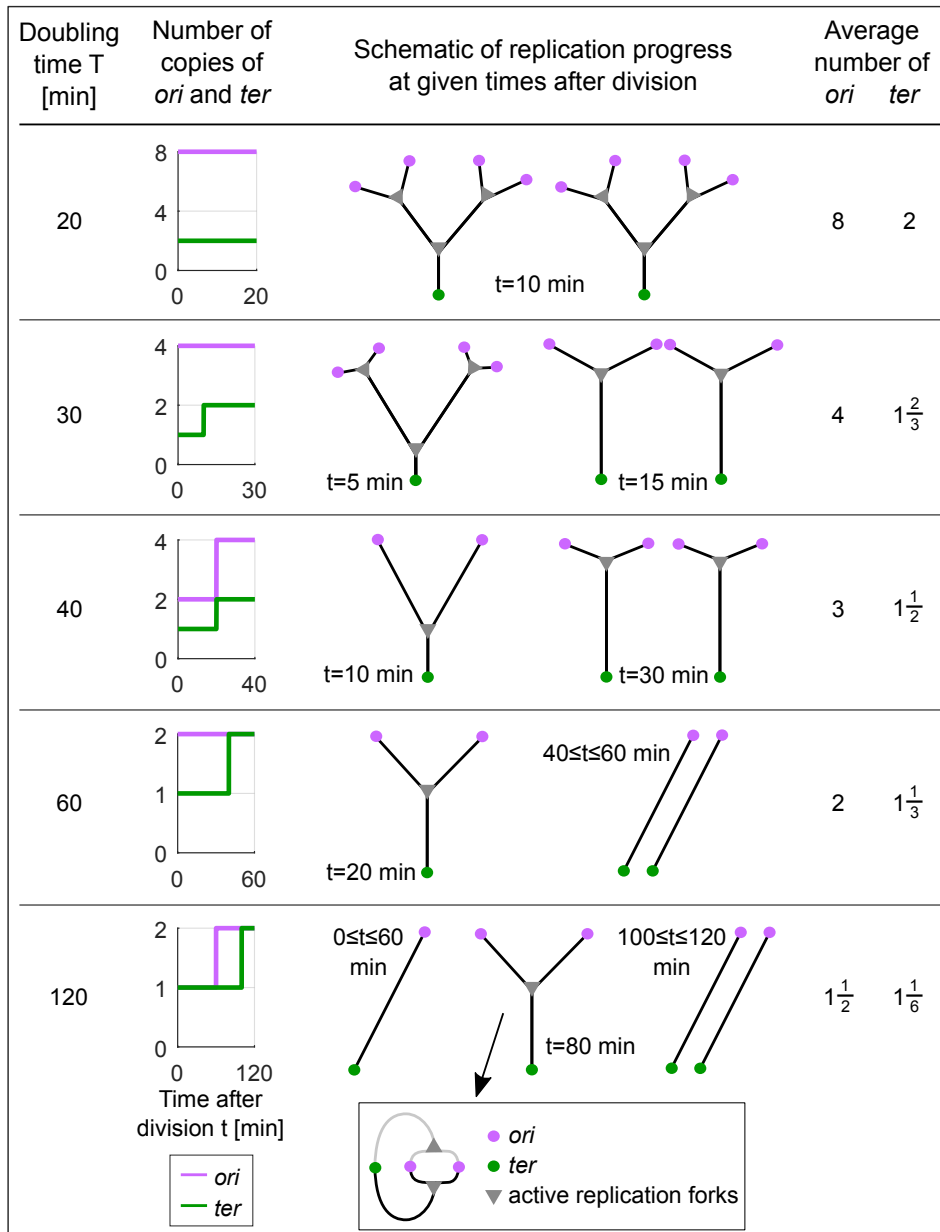 Doubling
time T
[min]
Number of
copies of
ori and ter
Schematic of replication progress
at given times after division
Average
number of
ori ter
20
8
4
2
0
0 20
t=10 min
8 2
30
4
2
0
0 30
t=5 min
t=15 min
4 1 2/3
40
4
2
0
0 40
t=10 min
t=30 min
3 1 1/2
60
2
1
0
0 60
t=20 min
40≤t≤60 min
2 1 1/3
120
2
1
0
0 120
0≤t≤60
min
t=80 min
100≤t≤120
min
1 1/2 1 1/6
Time after
division t [min]
ori
ter
ori
ter
active replication forks